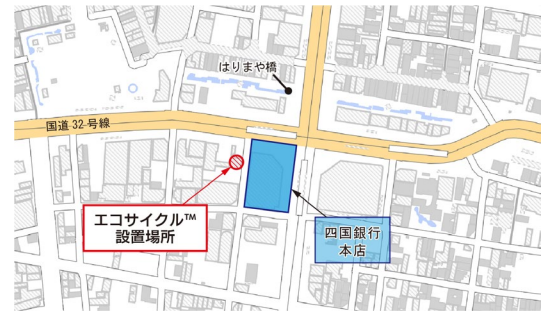 はりまや橋
国道32号線
エコサイクル™
設置場所
四国銀行
本店